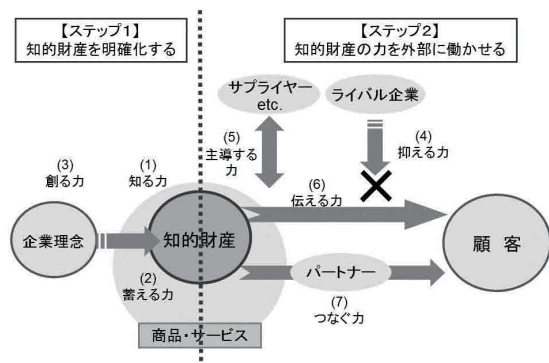 【ステップ1】
知的財産を明確化する
【ステップ2】
知的財産の力を外部に働かせる
サプライヤー
etc.
ライバル企業
(5)
主導する
力
(4)
抑える力
(3)
創る力
(1)
知る力
(6)
伝える力
企業理念
知的財産
顧 客
(2)
蓄える力
パートナー
(7)
つなぐ力
商品・サービス